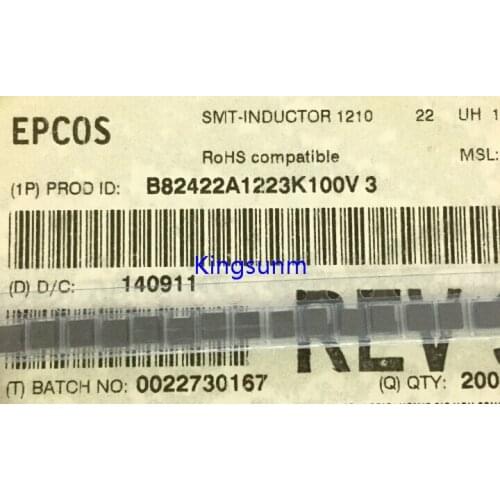 SMT-INDUCTOR 1210 22 UH 1
EPCOS
RoHS compatible MSL:
(1P) PROD ID: B82422A1223K100V 3
Kingsunm
(D) D/C: 140911
REV
(T) BATCH NO: 0022730167 (Q) QTY: 200